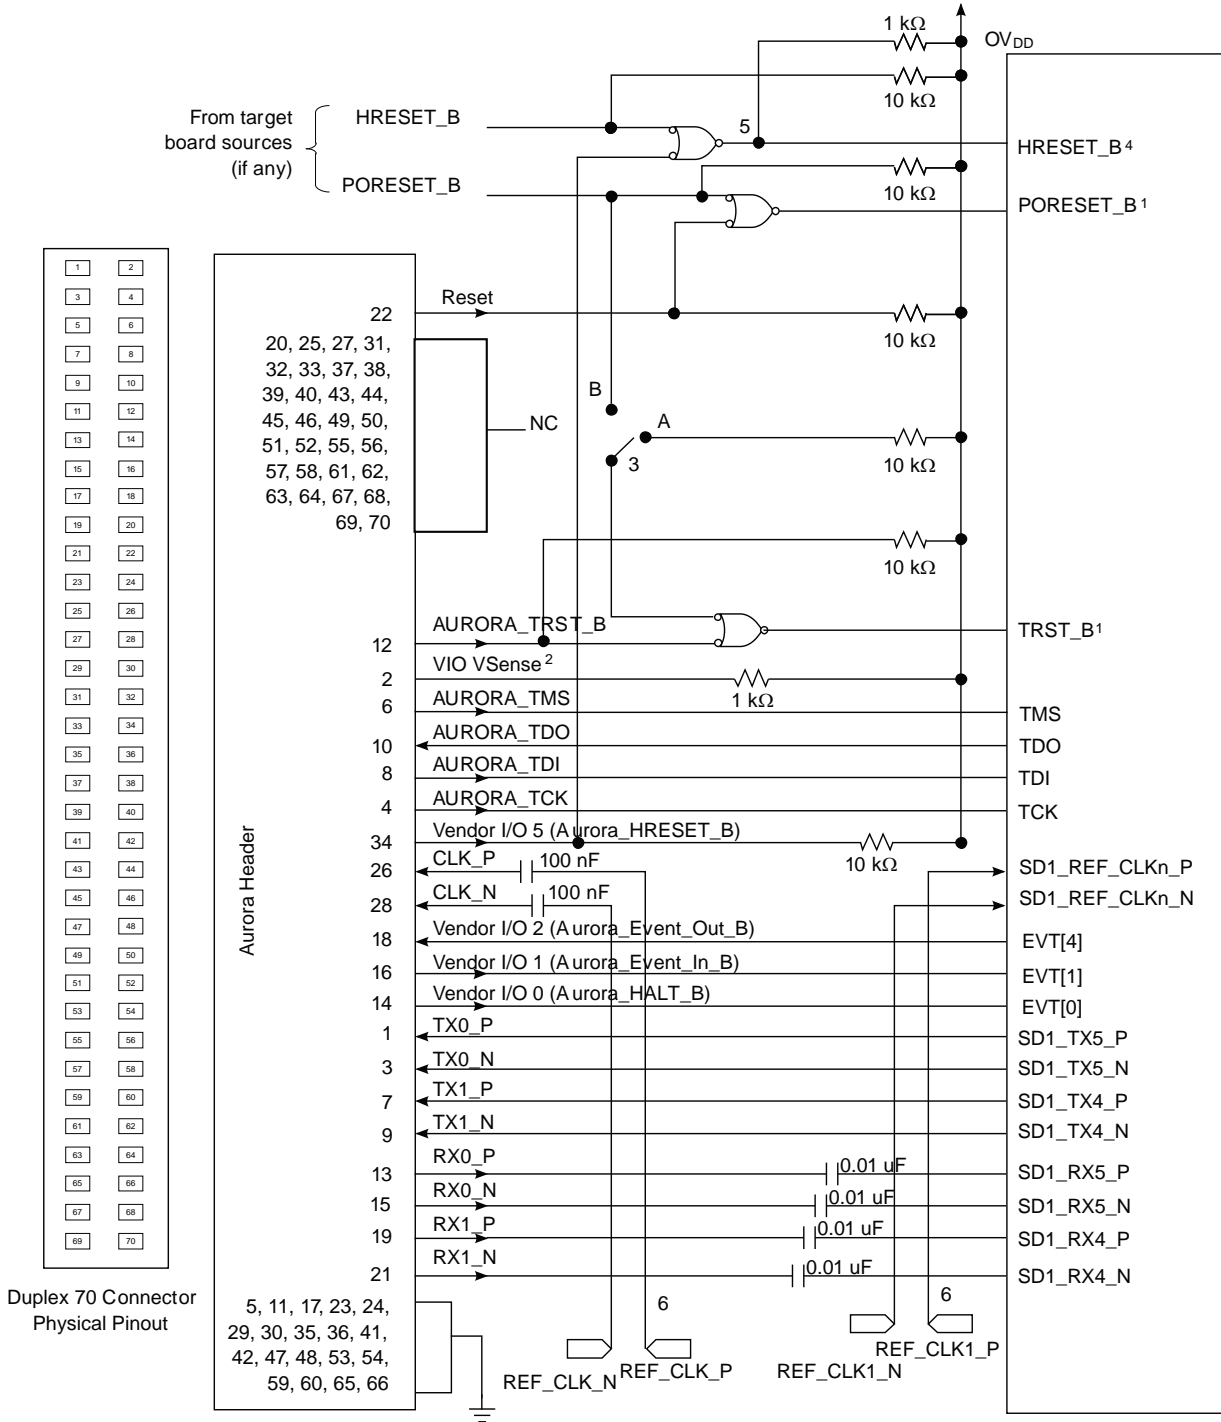 1 kΩ
OVDD
10 kΩ
From target
board sources
(if any)
HRESET_B
5
HRESET_B4
PORESET_B
10 kΩ
PORESET_B1
1 2
3 4
5 6
7 8
9 10
11 12
13 14
15 16
17 18
19 20
21 22
23 24
25 26
27 28
29 30
31 32
33 34
35 36
37 38
39 40
41 42
43 44
45 46
47 48
49 50
51 52
53 54
55 56
57 58
59 60
61 62
63 64
65 66
67 68
69 70
Duplex 70 Connector
Physical Pinout
Aurora Header
22
Reset
10 kΩ
20, 25, 27, 31,
32, 33, 37, 38,
39, 40, 43, 44,
45, 46, 49, 50,
51, 52, 55, 56,
57, 58, 61, 62,
63, 64, 67, 68,
69, 70
NC
B
A
3
10 kΩ
10 kΩ
12
AURORA_TRST_B
TRST_B1
2
VIO VSense2
1 kΩ
6
AURORA_TMS
TMS
10
AURORA_TDO
TDO
8
AURORA_TDI
TDI
4
AURORA_TCK
TCK
34
Vendor I/O 5 (Aurora_HRESET_B)
10 kΩ
26
CLK_P
100 nF
SD1_REF_CLKn_P
28
CLK_N
100 nF
SD1_REF_CLKn_N
18
Vendor I/O 2 (Aurora_Event_Out_B)
EVT[4]
16
Vendor I/O 1 (Aurora_Event_In_B)
EVT[1]
14
Vendor I/O 0 (Aurora_HALT_B)
EVT[0]
1
TX0_P
SD1_TX5_P
3
TX0_N
SD1_TX5_N
7
TX1_P
SD1_TX4_P
9
TX1_N
SD1_TX4_N
13
RX0_P
0.01 uF
SD1_RX5_P
15
RX0_N
0.01 uF
SD1_RX5_N
19
RX1_P
0.01 uF
SD1_RX4_P
21
RX1_N
0.01 uF
SD1_RX4_N
5, 11, 17, 23, 24,
29, 30, 35, 36, 41,
42, 47, 48, 53, 54,
59, 60, 65, 66
6
6
REF_CLK_N
REF_CLK_P
REF_CLK1_N
REF_CLK1_P